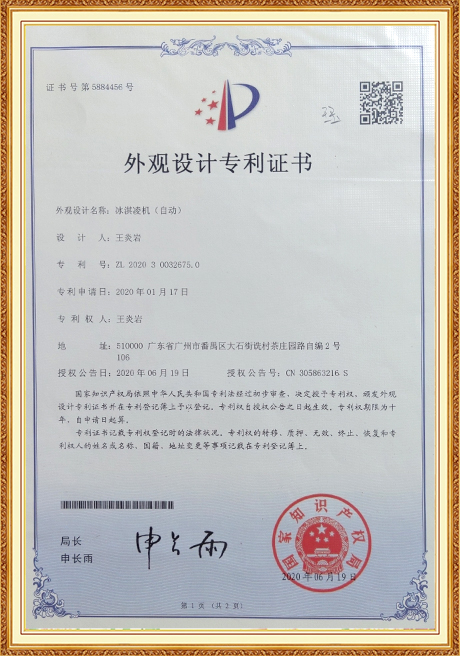 证书号第5884456号
外观设计专利证书
外观设计名称：冰淇凌机（自动）
设 计 人：王炎岩
专 利 号：ZL 2020 3 0032675.0
专利申请日：2020年01月17日
专 利 权 人：王炎岩
地 址：510000 广东省广州市番禺区大石街诜村茶庄园路自编2号
106
授权公告日：2020年06月19日 授权公告号：CN 305863216 S
国家知识产权局依照中华人民共和国专利法经过初步审查，决定授予专利权，颁发外观
设计专利证书并在专利登记簿上予以登记。专利权自授权公告之日起生效。专利权期限为十
年，自申请日起算。
专利证书记载专利权登记时的法律状况。专利权的转移、质押、无效、终止、恢复和专
利权人的姓名或名称、国籍、地址变更等事项记载在专利登记簿上。
局长
申长雨
申长雨
国家知识产权局
2020年06月19日
第 1 页 （共 2 页）